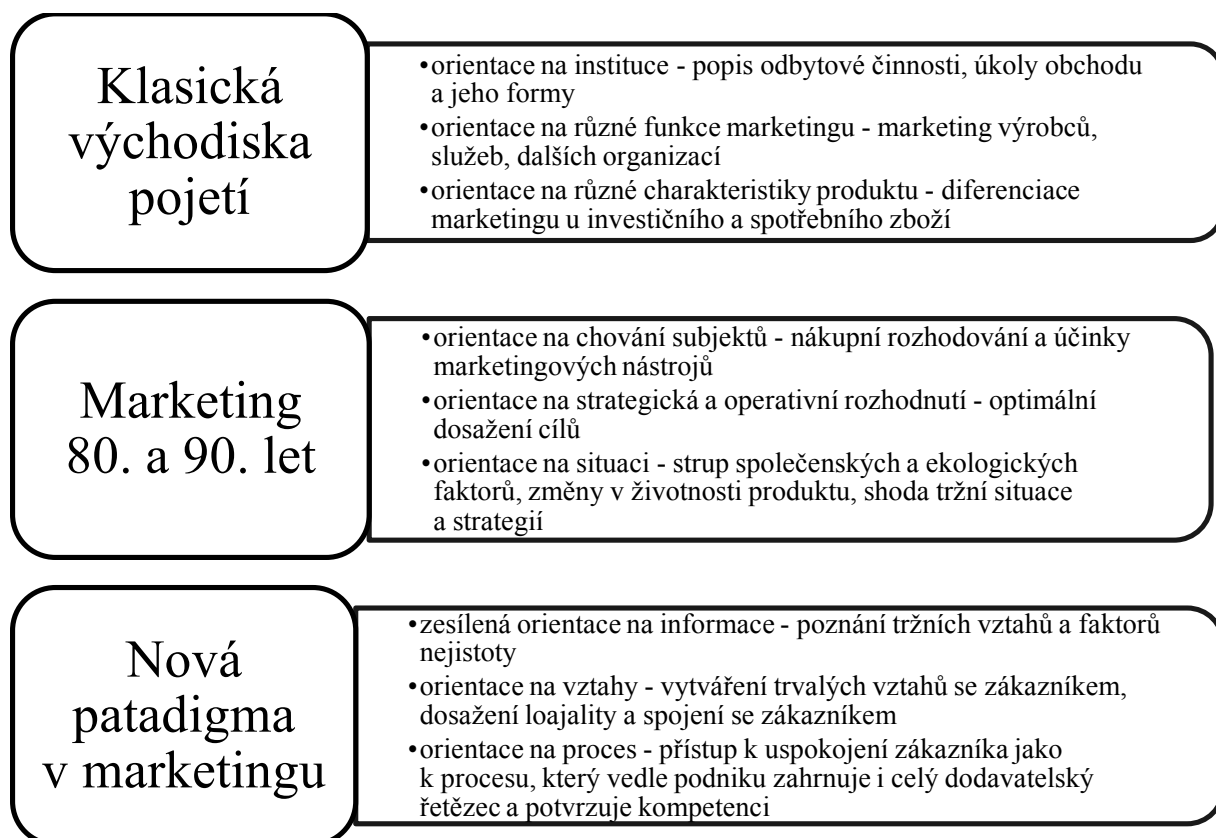 Klasická
východiska
pojetí
•orientace na instituce - popis odbytové činnosti, úkoly obchodu
a jeho formy
•orientace na různé funkce marketingu - marketing výrobců,
služeb, dalších organizací
•orientace na různé charakteristiky produktu - diferenciace
marketingu u investičního a spotřebního zboží
Marketing
80. a 90. let
•orientace na chování subjektů - nákupní rozhodování a účinky
marketingových nástrojů
•orientace na strategická a operativní rozhodnutí - optimální
dosažení cílů
•orientace na situaci - strup společenských a ekologických
faktorů, změny v životnosti produktu, shoda tržní situace
a strategií
Nová
patadigma
v marketingu
•zesílená orientace na informace - poznání tržních vztahů a faktorů
nejistoty
•orientace na vztahy - vytváření trvalých vztahů se zákazníkem,
dosažení loajality a spojení se zákazníkem
•orientace na proces - přístup k uspokojení zákazníka jako
k procesu, který vedle podniku zahrnuje i celý dodavatelský
řetězec a potvrzuje kompetenci